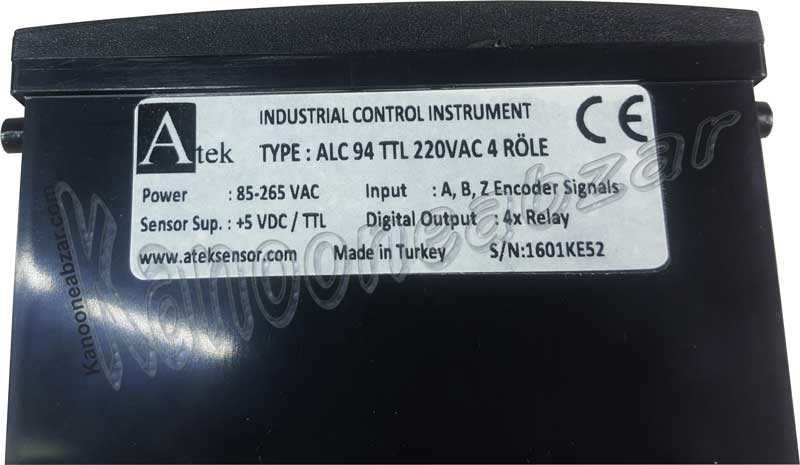 INDUSTRIAL CONTROL INSTRUMENT
CE
Atek
TYPE : ALC 94 TTL 220VAC 4 RÖLE
Power : 85-265 VAC Input : A, B, Z Encoder Signals
Sensor Sup. : +5 VDC / TTL Digital Output : 4x Relay
www.ateksensor.com Made in Turkey S/N:1601KE52
Kanooneabzar.com
Kanooneabzar